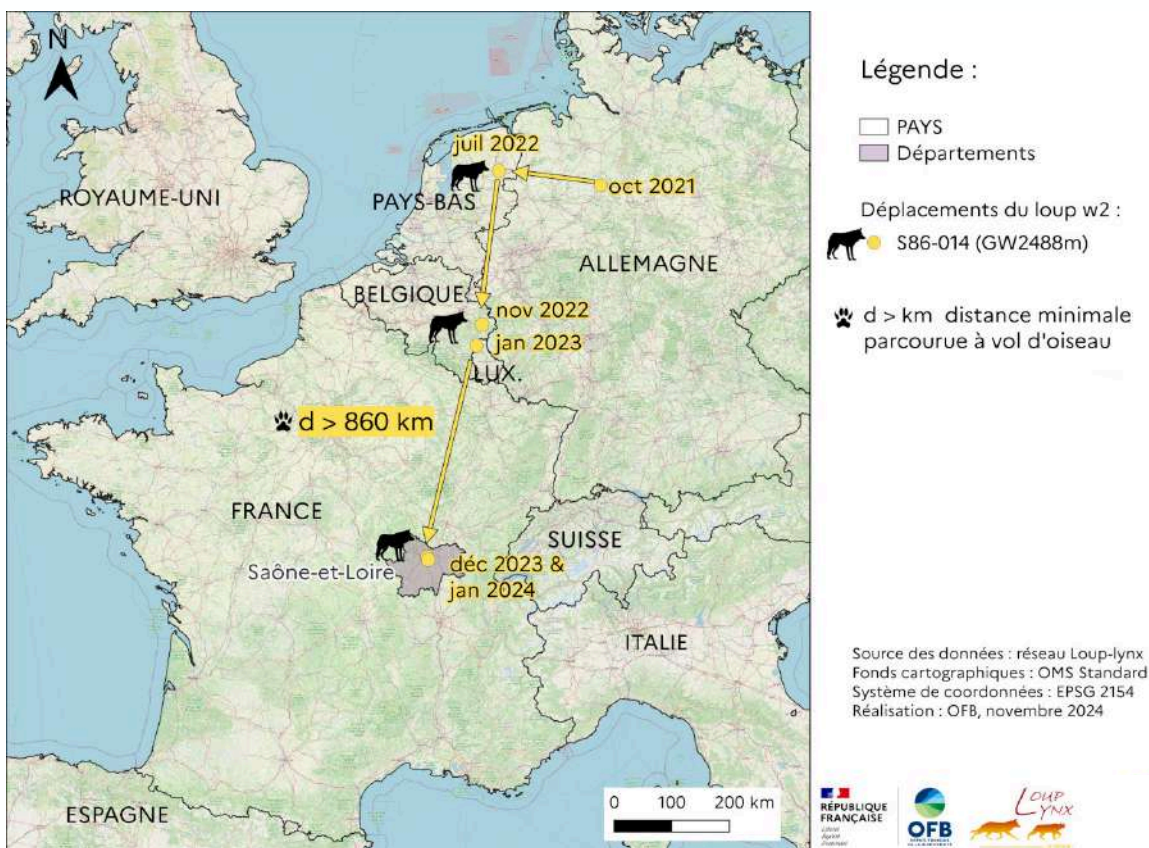 N
juil 2022
oct 2021
ROYAUME-UNI
PAYS-BAS
ALLEMAGNE
BELGIQUE
nov 2022
jan 2023
LUX.
d > 860 km
FRANCE
SUISSE
Saône-et-Loire
déc 2023 &
jan 2024
ITALIE
ESPAGNE
0 100 200 km
Légende :
PAYS
Départements
Déplacements du loup w2 :
S86-014 (GW2488m)
d > km distance minimale
parcourue à vol d'oiseau
Source des données : réseau Loup-lynx
Fonds cartographiques : OMS Standard
Système de coordonnées : EPSG 2154
Réalisation : OFB, novembre 2024
RÉPUBLIQUE
FRANÇAISE
OFB
LOUP
LYNX